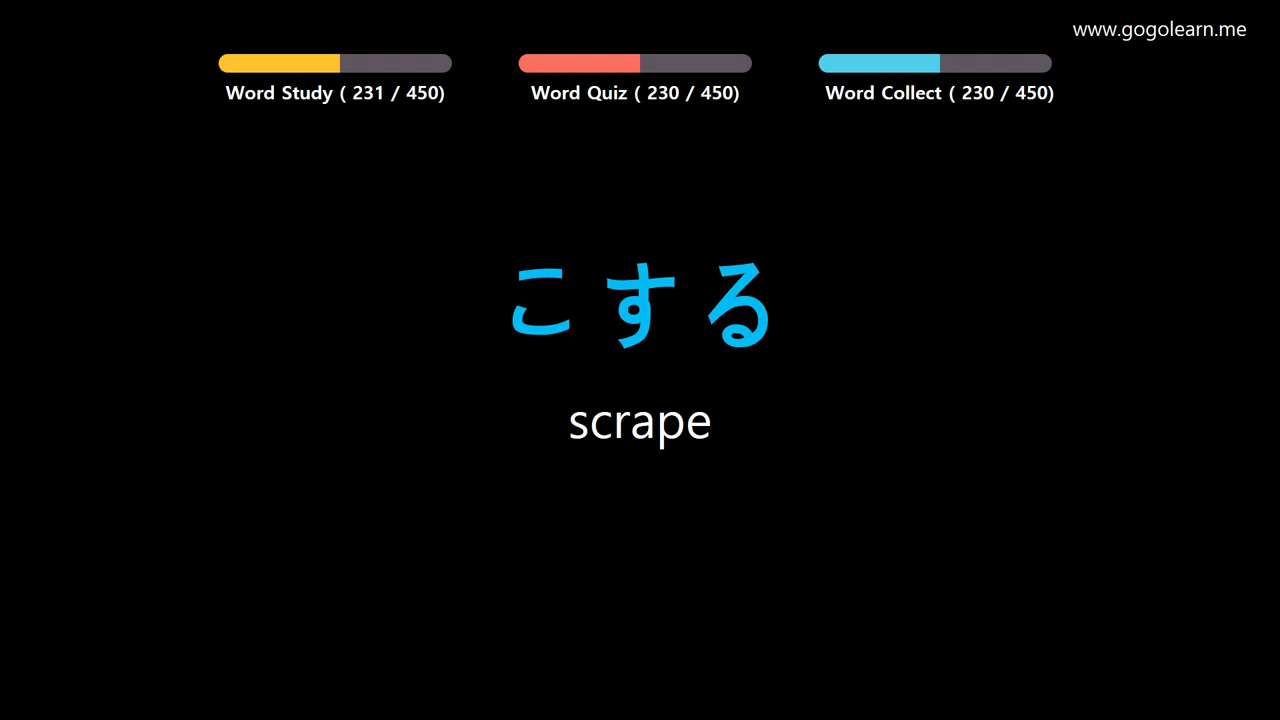 www.gogolearn.me
Word Study ( 231 / 450)
Word Quiz ( 230 / 450)
Word Collect ( 230 / 450)
こする
scrape